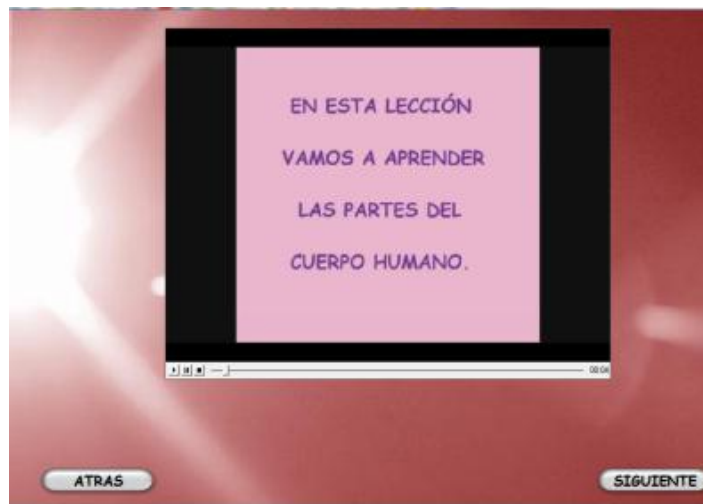 EN ESTA LECCIÓN
VAMOS A APRENDER
LAS PARTES DEL
CUERPO HUMANO.
00:04
ATRAS
SIGUIENTE